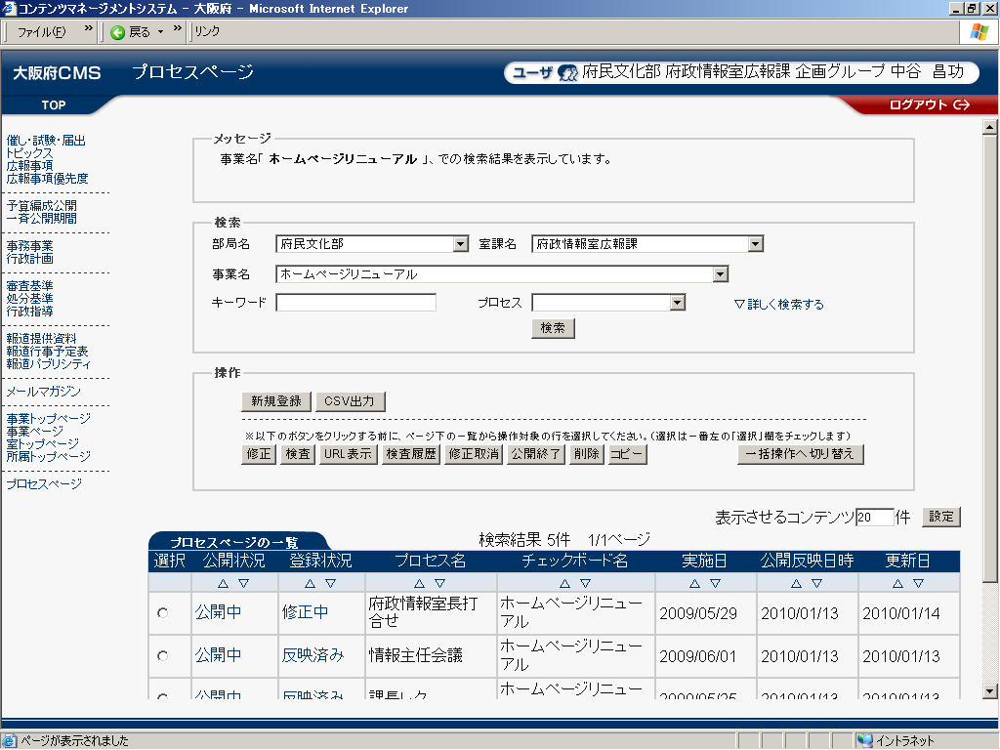 コンテンツマネージメントシステム - 大阪府 - Microsoft Internet Explorer
ファイル(F) » 戻る » リンク
大阪府CMS プロセスページ ユーザ 府民文化部 府政情報室広報課 企画グループ 中谷 昌功
TOP ログアウト
催し・試験・届出
トピックス
広報事項
広報事項優先度
予算編成公開
一斉公開期間
事務事業
行政計画
審査基準
処分基準
行政指導
報道提供資料
報道行事予定表
報道パブリシティ
メールマガジン
事業トップページ
事業ページ
室トップページ
所属トップページ
プロセスページ
メッセージ
事業名「 ホームページリニューアル 」、での検索結果を表示しています。
検索
部局名 府民文化部 室課名 府政情報室広報課
事業名 ホームページリニューアル
キーワード プロセス ▽詳しく検索する
検索
操作
新規登録 CSV出力
※以下のボタンをクリックする前に、ページ下の一覧から操作対象の行を選択してください。(選択は一番左の「選択」欄をチェックします)
修正 検査 URL表示 検査履歴 修正取消 公開終了 削除 コピー 一括操作へ切り替え
表示させるコンテンツ 20 件 設定
プロセスページの一覧 検索結果 5件 1/1ページ
選択 公開状況 登録状況 プロセス名 チェックボード名 実施日 公開反映日時 更新日
△ ▽ △ ▽ △ ▽ △ ▽ △ ▽ △ ▽ △ ▽
公開中 修正中 府政情報室長打合せ ホームページリニューアル 2009/05/29 2010/01/13 2010/01/14
公開中 反映済み 情報主任会議 ホームページリニューアル 2009/06/01 2010/01/13 2010/01/13
公開中 反映済み 課長レク ホームページリニュー 2009/05/25 2010/01/13 2010/01/13
ページが表示されました イントラネット